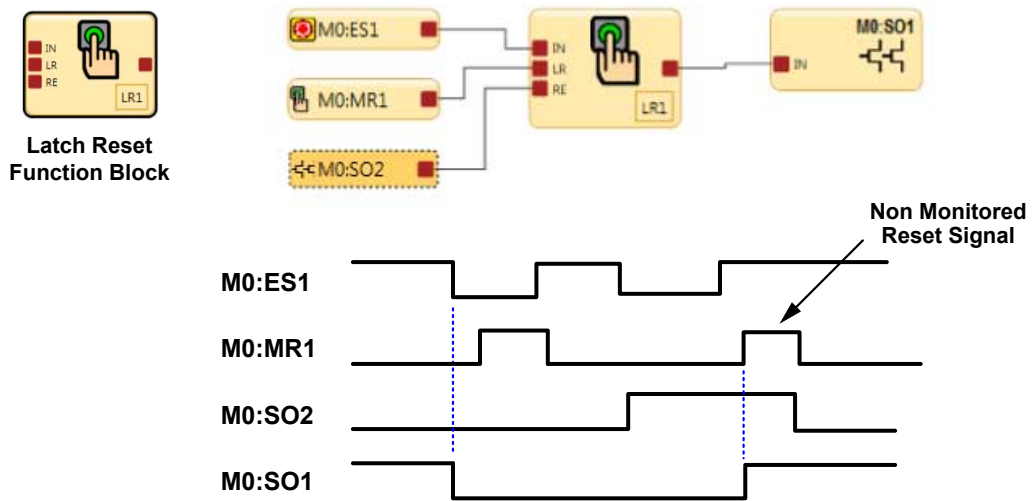 IN
LR
RE
LR1
Latch Reset
Function Block
M0:ES1
M0:MR1
M0:SO2
IN
LR
RE
LR1
M0:SO1
IN
Non Monitored
Reset Signal
M0:ES1
M0:MR1
M0:SO2
M0:SO1